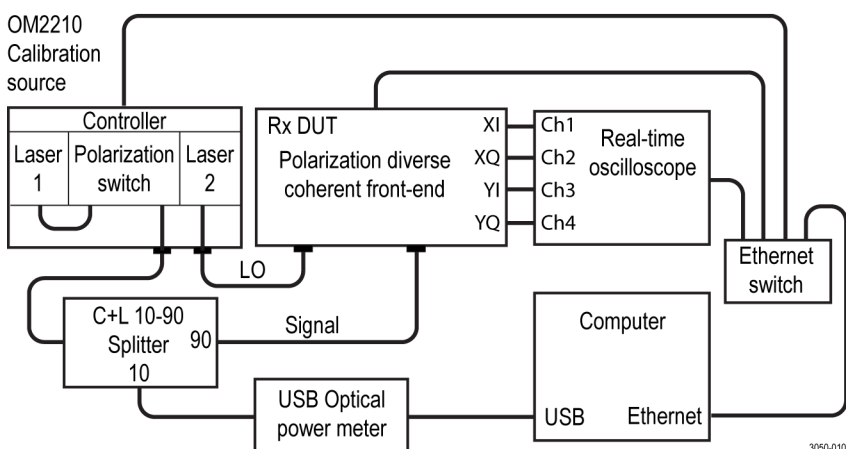 OM2210
Calibration
source
Controller
Laser
1
Polarization
switch
Laser
2
Rx DUT
Polarization diverse
coherent front-end
XI
XQ
YI
YQ
Ch1
Ch2
Ch3
Ch4
Real-time
oscilloscope
Ethernet
switch
LO
C+L 10-90
Splitter
90
10
Signal
USB Optical
power meter
Computer
USB
Ethernet
3050-010